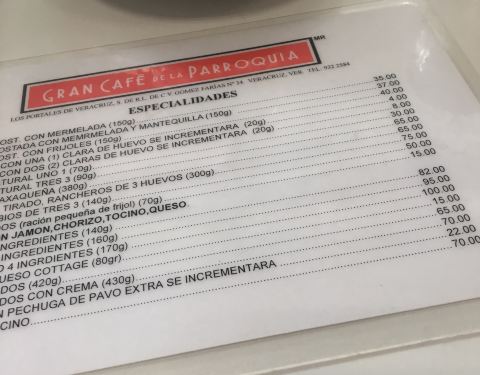 GRAN CAFÉ DE LA PARROQUIA MR
LOS PORTALES DE VERACRUZ, S. DE R.L. DE C.V. GOMEZ FARÍAS Nº 34 VERACRUZ, VER. TEL. 932 2584
ESPECIALIDADES
OST. CON MERMELADA (150g) 35.00
OSTADA CON MEMRMELADA Y MANTEQUILLA (150g) 37.00
OST. CON FRIJOLES (150g) 40.00
CON UNA (1) CLARA DE HUEVO SE INCREMENTARA (20g) 4.00
CON DOS (2) CLARAS DE HUEVO SE INCREMENTARA (20g) 8.00
TURAL UNO 1 (70g) 30.00
TURAL TRES 3 (90g) 65.00
AXAQUEÑA (380g) 65.00
TIRADO, RANCHEROS DE 3 HUEVOS (300g) 75.00
BIOS DE TRES 3 (140g) 50.00
DOS (ración pequeña de frijol) (70g) 15.00
N JAMON,CHORIZO,TOCINO,QUESO.
INGREDIENTES (140g) 82.00
INGREDIENTES (160g) 95.00
O 4 INGRDIENTES (170g) 100.00
UESO COTTAGE (80gr) 15.00
DOS (420g) 65.00
DOS CON CREMA (430g) 70.00
N PECHUGA DE PAVO EXTRA SE INCREMENTARA 22.00
CINO 70.00